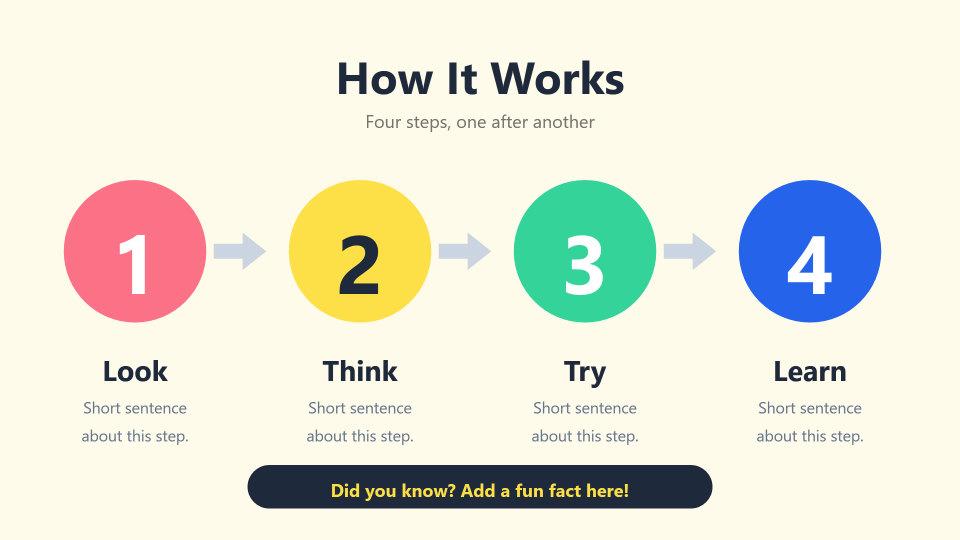 How It Works
Four steps, one after another
1
2
3
4
Look
Short sentence
about this step.
Think
Short sentence
about this step.
Try
Short sentence
about this step.
Learn
Short sentence
about this step.
Did you know? Add a fun fact here!